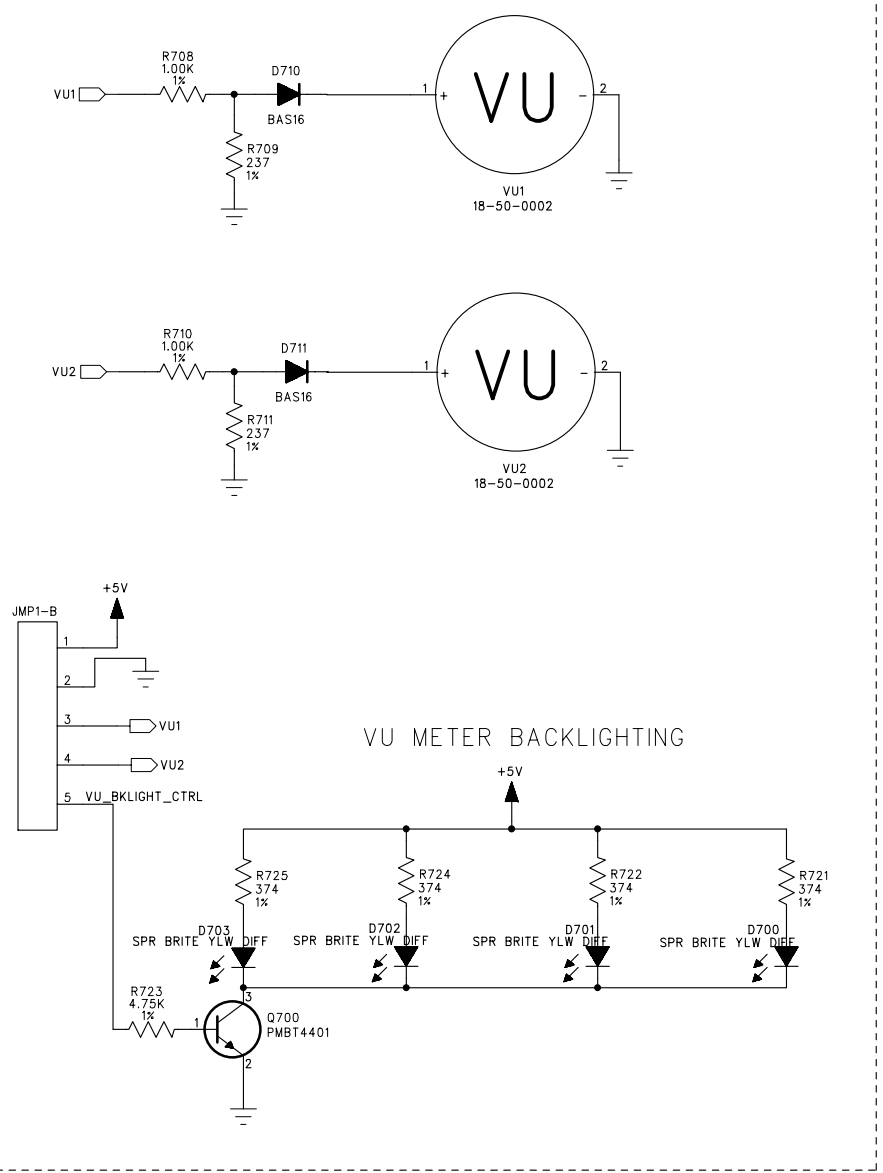 R708
1.00K
1%
VU1
D710
BAS16
R709
237
1%
1
+
VU
-
2
VU1
18-50-0002
R710
1.00K
1%
VU2
D711
BAS16
R711
237
1%
1
+
VU
-
2
VU2
18-50-0002
+5V
JMP1-B
1
2
3
VU1
4
VU2
5
VU_BKLIGHT_CTRL
VU METER BACKLIGHTING
+5V
R725
374
1%
R724
374
1%
R722
374
1%
R721
374
1%
D703
SPR BRITE YLW DIFF
D702
SPR BRITE YLW DIFF
D701
SPR BRITE YLW DIFF
D700
SPR BRITE YLW DIFF
R723
4.75K
1%
1
3
Q700
PMBT4401
2